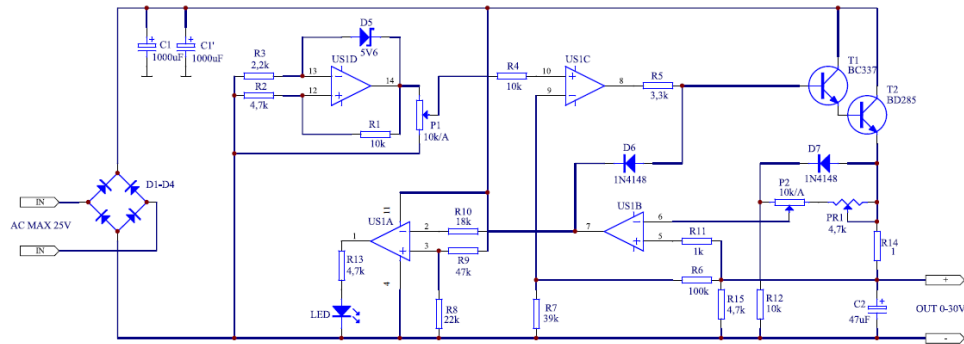 C1
1000uF
C1'
1000uF
R3
2,2k
R2
4,7k
D5
5V6
13
12
US1D
14
R1
10k
P1
10k/A
R4
10k
10
9
US1C
8
R5
3,3k
T1
BC337
T2
BD285
D6
1N4148
D7
1N4148
P2
10k/A
PR1
4,7k
IN
AC MAX 25V
IN
D1-D4
11
US1A
1
2
3
4
R10
18k
R9
47k
7
US1B
6
5
R11
1k
R6
100k
R14
1
R13
4,7k
LED
R8
22k
R7
39k
R15
4,7k
R12
10k
C2
47uF
+
OUT 0-30V
-